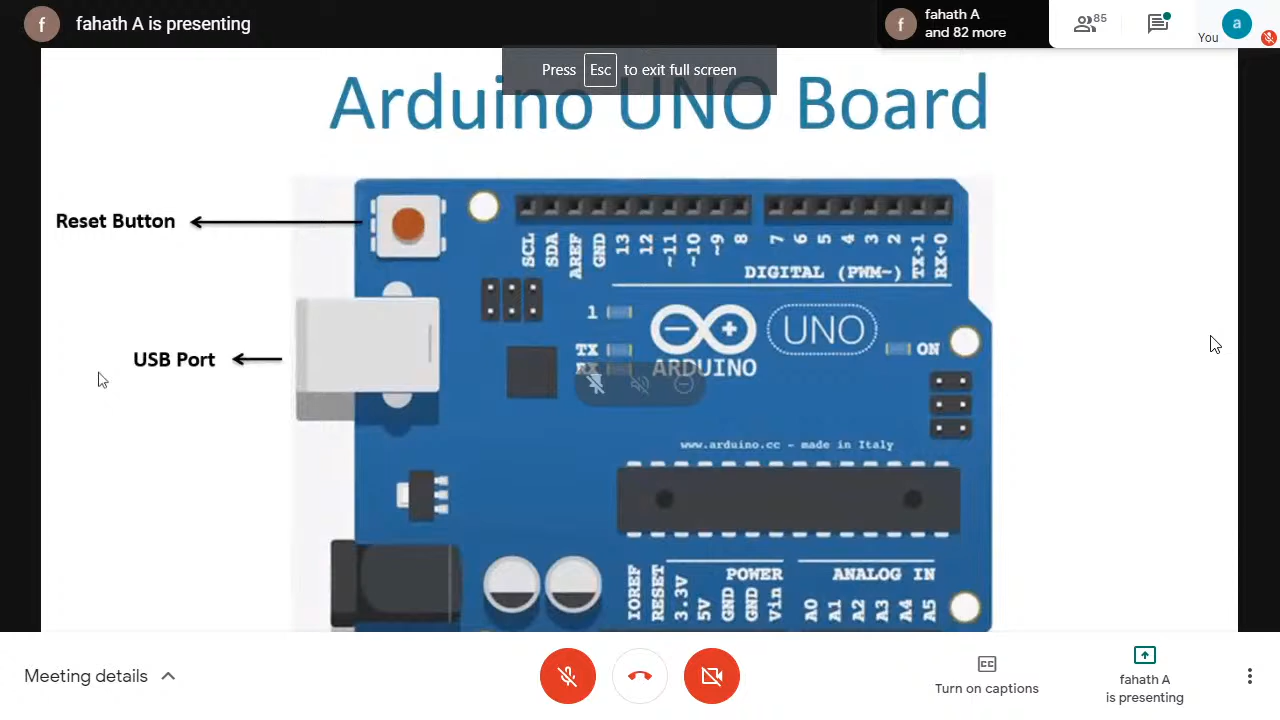 f fahath A is presenting
f fahath A
and 82 more
85
You
a
Press Esc to exit full screen
Arduino UNO Board
Reset Button
USB Port
SCL
SDA
AREF
GND
13
12
~11
~10
~9
8
7
6
5
4
3
2
TX→1
RX←0
DIGITAL (PWM~)
1
TX
RX
UNO
ON
ARDUINO
www.arduino.cc - made in Italy
POWER
ANALOG IN
IOREF
RESET
3.3V
5V
GND
GND
Vin
A0
A1
A2
A3
A4
A5
Meeting details
CC
Turn on captions
fahath A
is presenting